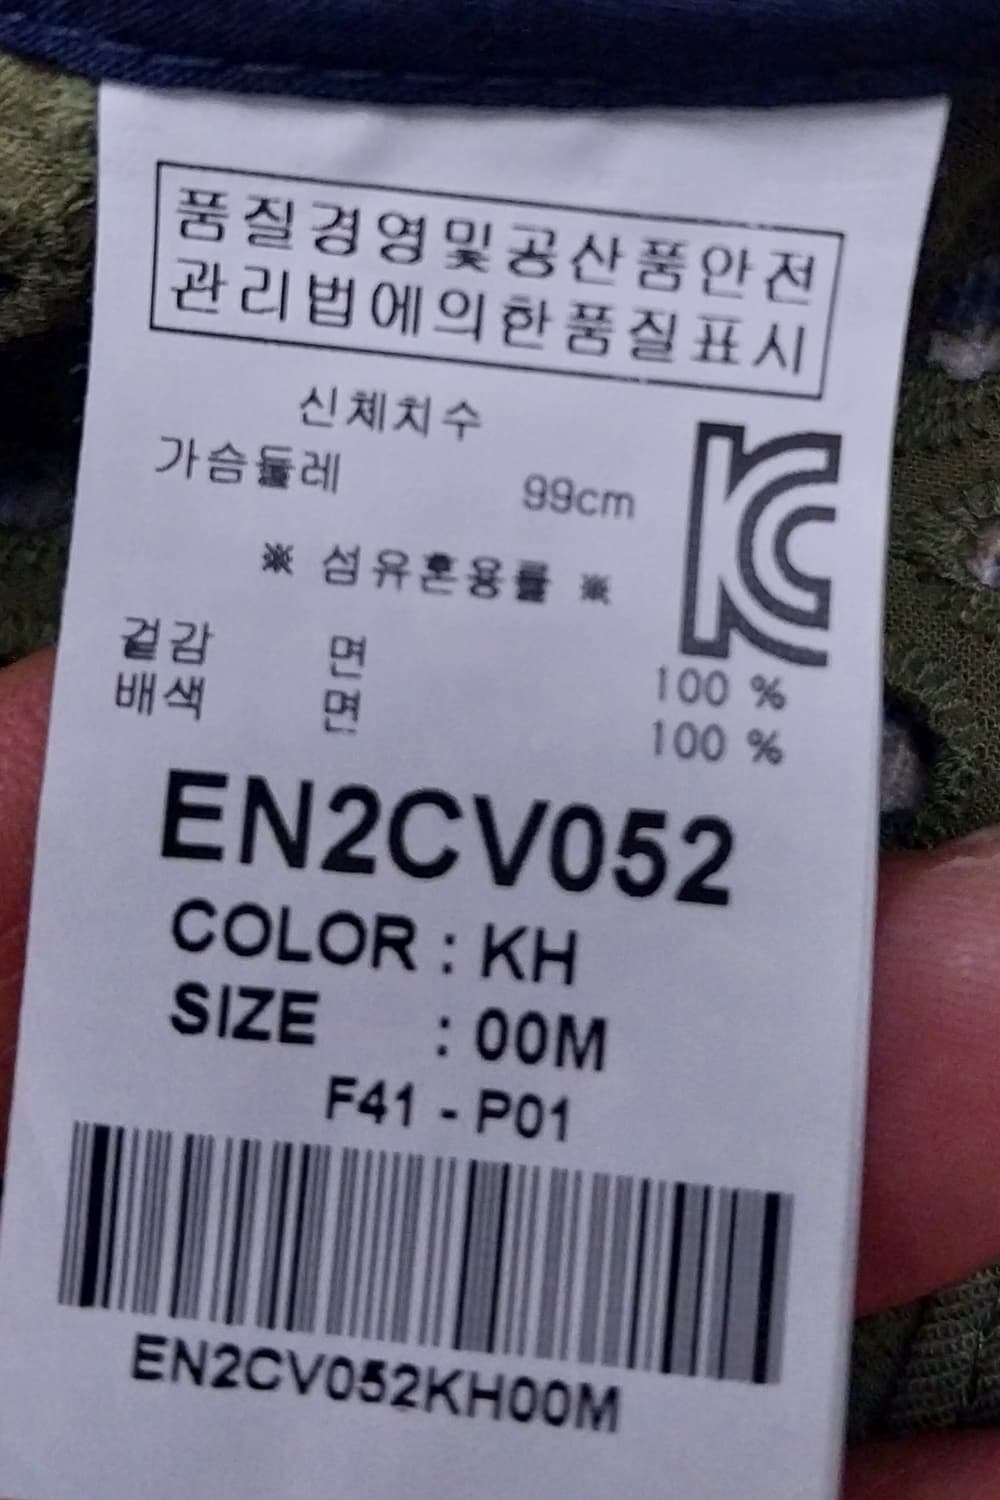 품질경영및공산품안전
관리법에의한품질표시
신체치수
가슴둘레 99cm
KC
※ 섬유혼용률 ※
겉감 면 100 %
배색 면 100 %
EN2CV052
COLOR : KH
SIZE : 00M
F41 - P01
EN2CV052KH00M